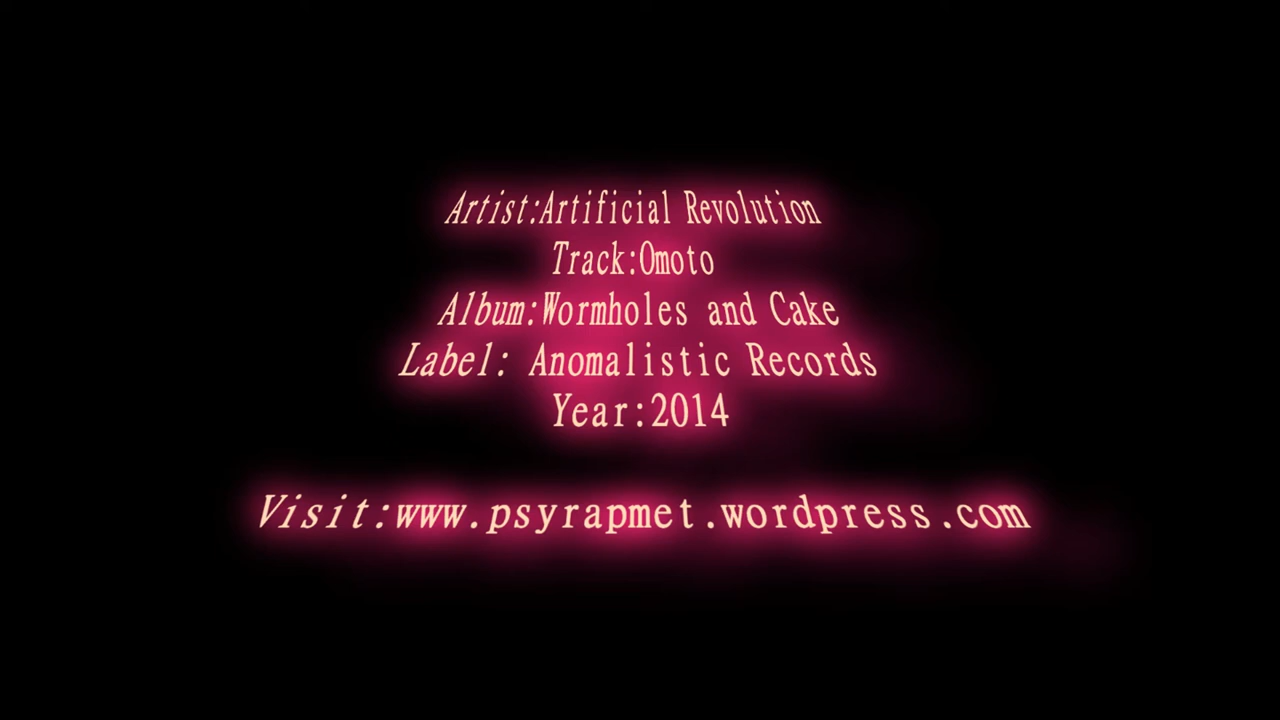 Artist:Artificial Revolution
Track:Omoto
Album:Wormholes and Cake
Label: Anomalistic Records
Year:2014
Visit:www.psyrapmet.wordpress.com